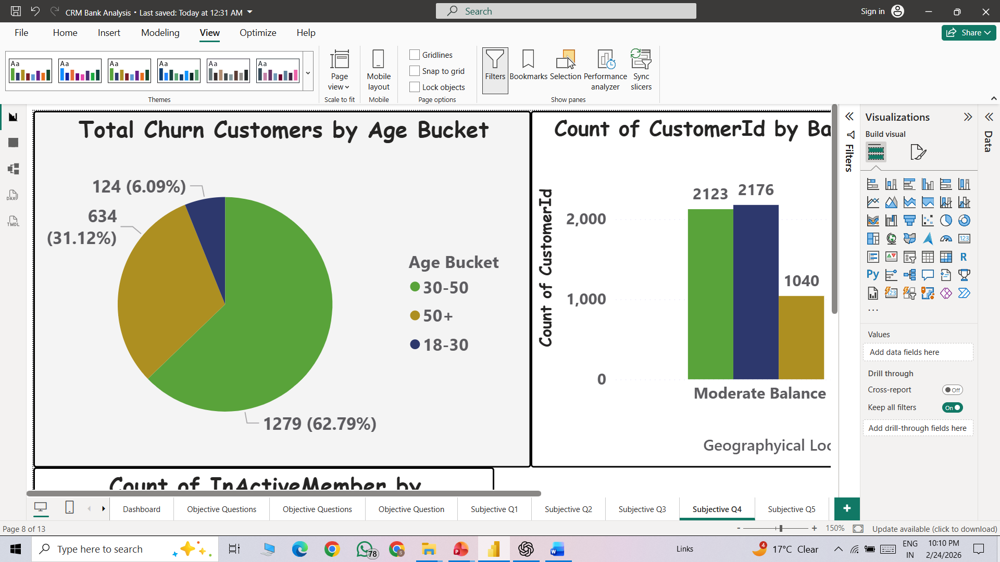 CRM Bank Analysis • Last saved: Today at 12:31 AM
Search
Sign in
File
Home
Insert
Modeling
View
Optimize
Help
Share
Aa
Aa
Aa
Aa
Aa
Aa
Themes
Page view
Scale to fit
Mobile layout
Mobile
Gridlines
Snap to grid
Lock objects
Page options
Filters
Bookmarks
Selection
Performance analyzer
Sync slicers
Show panes
DAX
TMDL
Total Churn Customers by Age Bucket
124 (6.09%)
634
(31.12%)
1279 (62.79%)
Age Bucket
30-50
50+
18-30
Count of CustomerId by Ba
Count of CustomerId
2,000
1,000
0
2123
2176
1040
Moderate Balance
Geographyical Loc
Count of InActiveMember by
Filters
Visualizations
Build visual
123
R
Py
123
...
Values
Add data fields here
Drill through
Cross-report
Off
Keep all filters
On
Add drill-through fields here
Data
Dashboard
Objective Questions
Objective Questions
Objective Question
Subjective Q1
Subjective Q2
Subjective Q3
Subjective Q4
Subjective Q5
+
Page 8 of 13
- + 150%
Update available (click to download)
Type here to search
78
Links
4
17°C Clear
ENG
IN
10:10 PM
2/24/2026